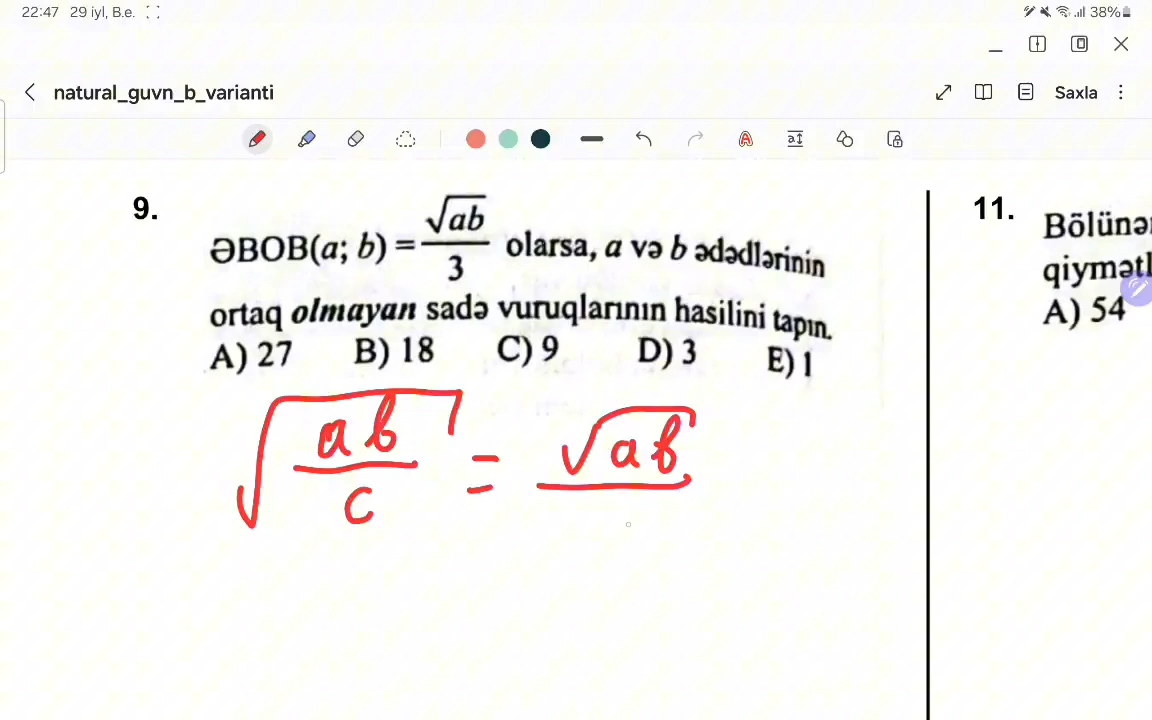 22:47 29 iyl, B.e. 38%
natural_guvn_b_varianti Saxla
9.
ƏBOB(a; b) = √ab / 3 olarsa, a və b ədədlərinin
ortaq olmayan sadə vuruqlarının hasilini tapın.
A) 27 B) 18 C) 9 D) 3 E) 1
√(ab / c) = √ab
11.
Bölünə
qiymətl
A) 54